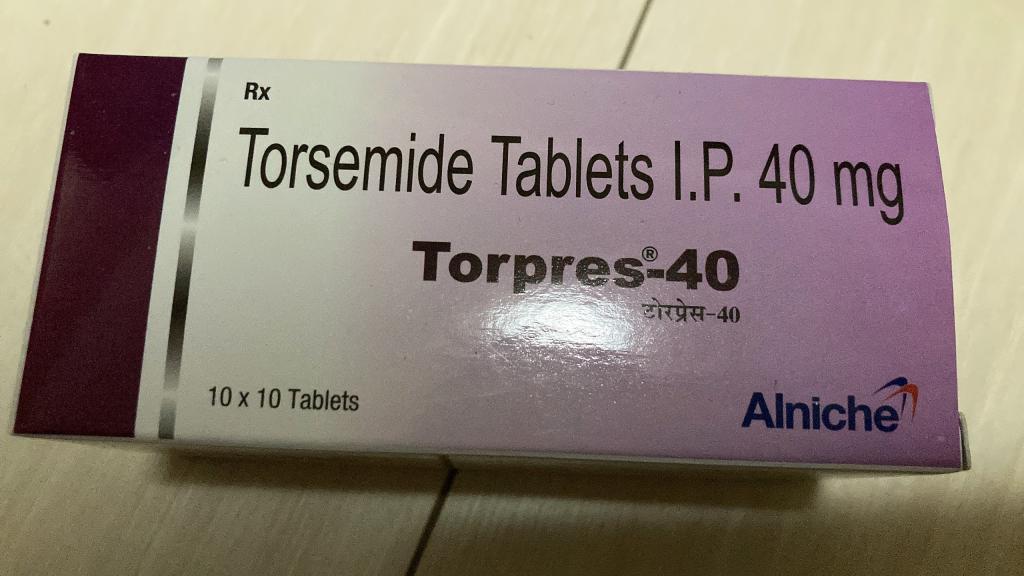 Rx
Torsemide Tablets I.P. 40 mg
Torpres®-40
टोरप्रेस-40
10 x 10 Tablets
Alniche